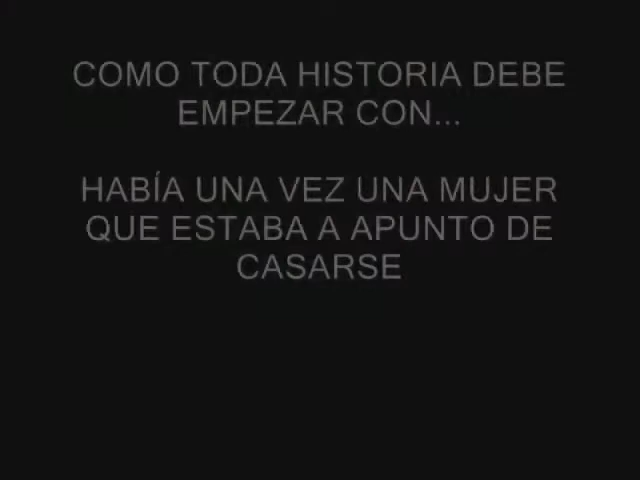 COMO TODA HISTORIA DEBE
EMPEZAR CON...
HABÍA UNA VEZ UNA MUJER
QUE ESTABA A APUNTO DE
CASARSE